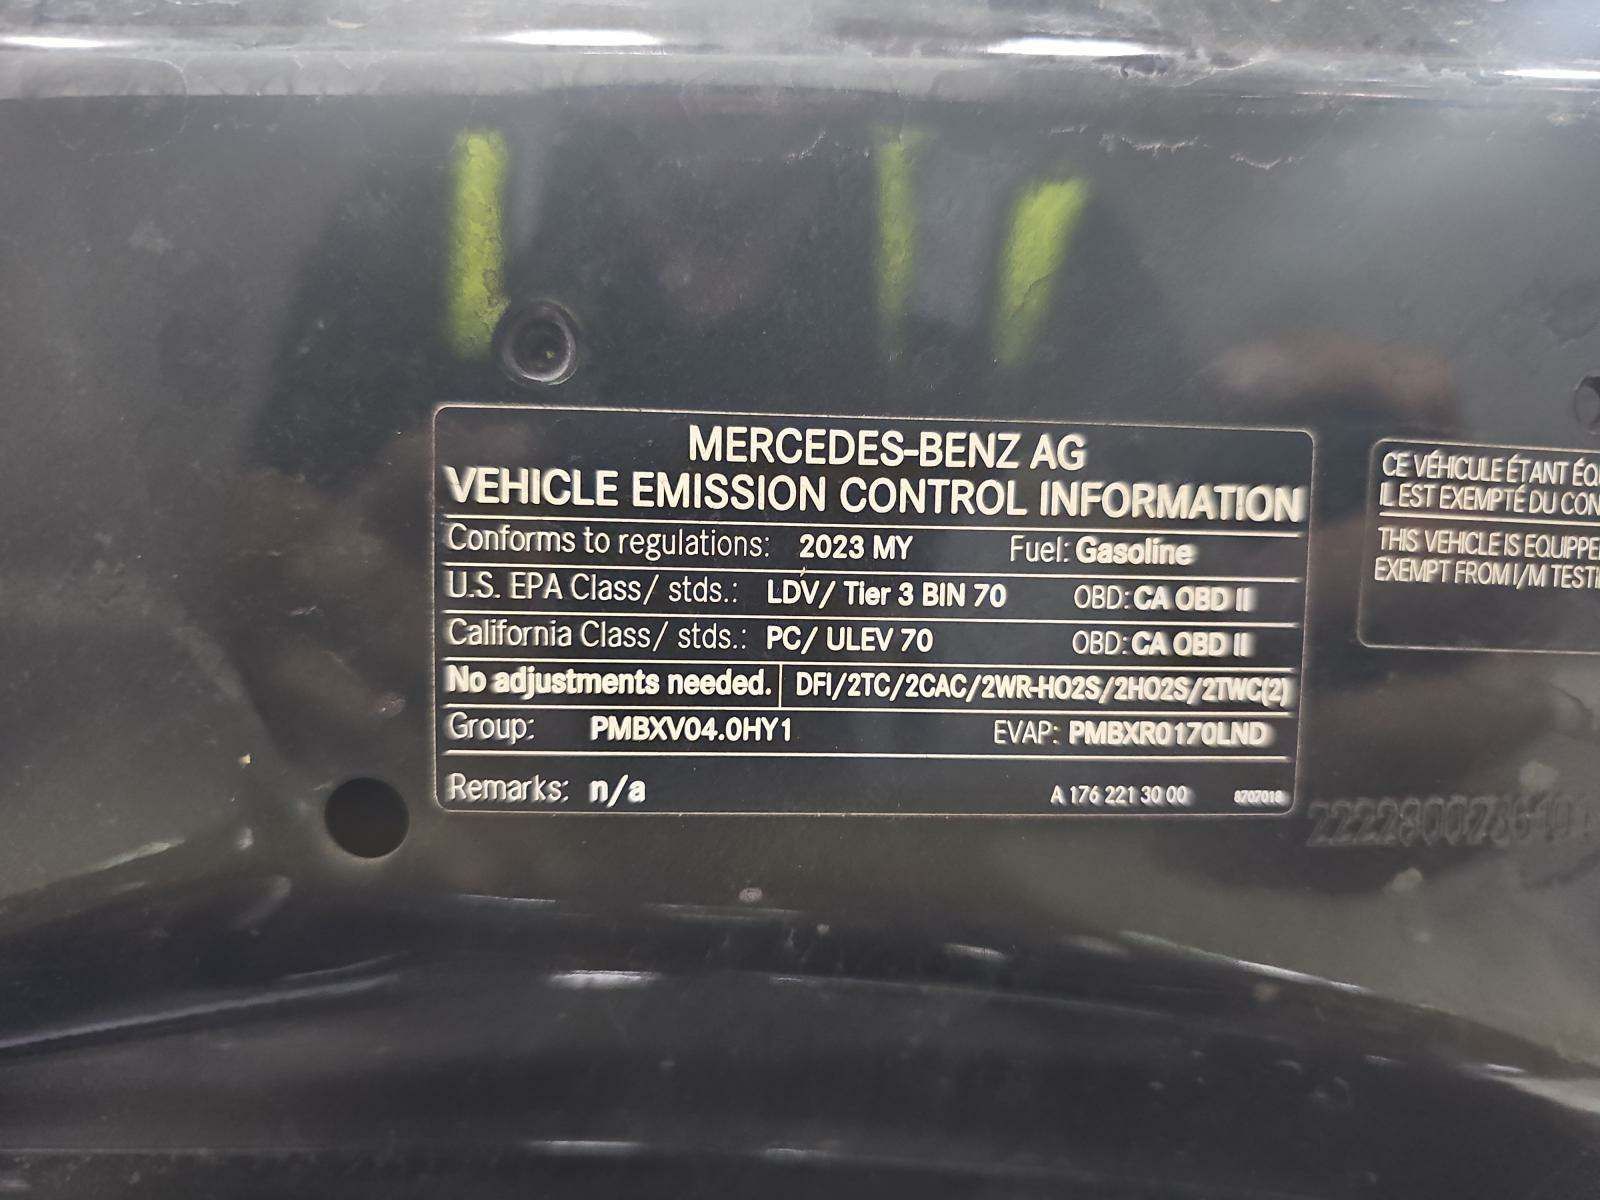 MERCEDES-BENZ AG
VEHICLE EMISSION CONTROL INFORMATION
Conforms to regulations: 2023 MY Fuel: Gasoline
U.S. EPA Class/ stds.: LDV/ Tier 3 BIN 70 OBD: CA OBD II
California Class/ stds.: PC/ ULEV 70 OBD: CA OBD II
No adjustments needed. DFI/2TC/2CAC/2WR-HO2S/2HO2S/2TWC(2)
Group: PMBXV04.0HY1 EVAP: PMBXR0170LND
Remarks: n/a A 176 221 30 00 8707018
CE VÉHICULE ÉTANT ÉQ
IL EST EXEMPTÉ DU CON
THIS VEHICLE IS EQUIPPE
EXEMPT FROM I/M TESTI